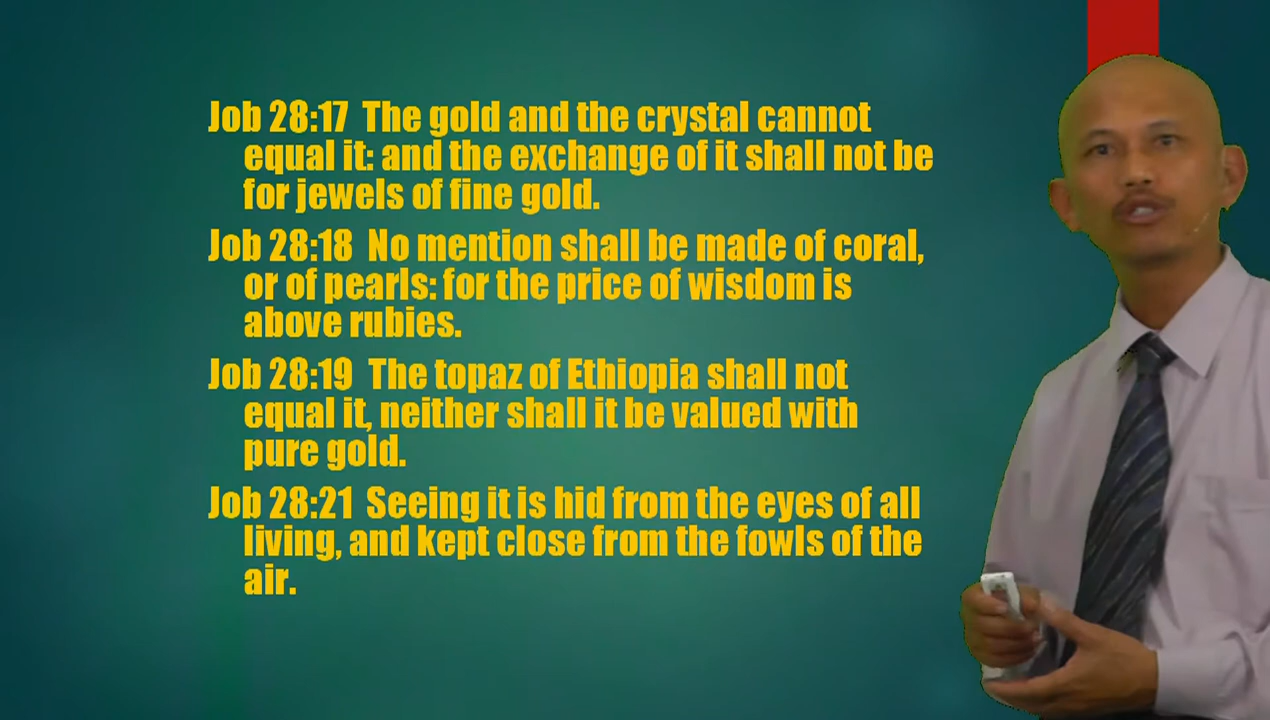 Job 28:17 The gold and the crystal cannot
equal it: and the exchange of it shall not be
for jewels of fine gold.
Job 28:18 No mention shall be made of coral,
or of pearls: for the price of wisdom is
above rubies.
Job 28:19 The topaz of Ethiopia shall not
equal it, neither shall it be valued with
pure gold.
Job 28:21 Seeing it is hid from the eyes of all
living, and kept close from the fowls of the
air.